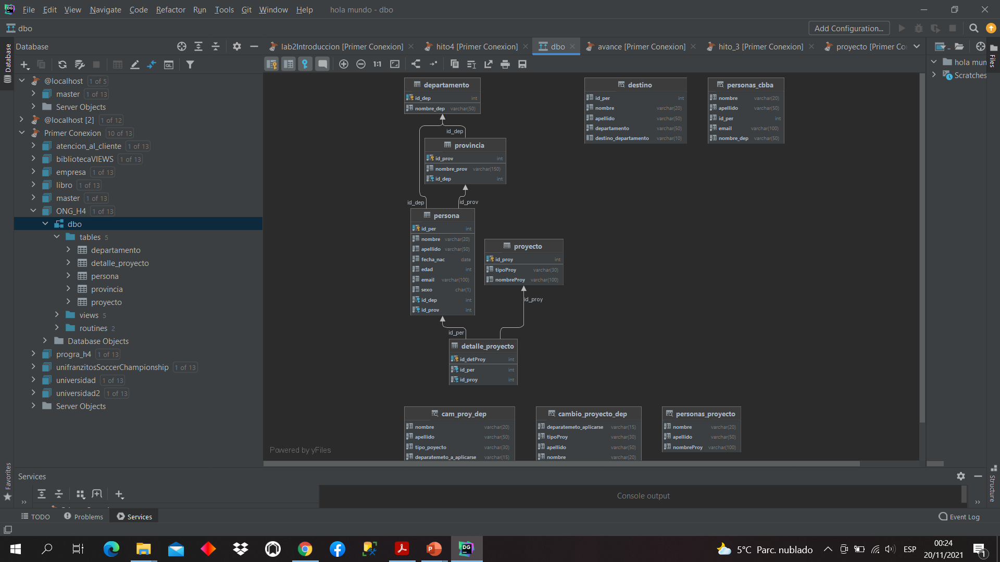 File Edit View Navigate Code Refactor Run Tools Git Window Help hola mundo - dbo
dbo
Add Configuration...
Database
lab2Introduccion [Primer Conexion]
hito4 [Primer Conexion]
dbo
avance [Primer Conexion]
hito_3 [Primer Conexion]
proyecto [Primer Co
1:1
QL
@localhost 1 of 5
master 1 of 13
Server Objects
@localhost [2] 1 of 12
Primer Conexion 10 of 13
atencion_al_cliente 1 of 13
bibliotecaVIEWS 1 of 13
empresa 1 of 13
libro 1 of 13
master 1 of 13
ONG_H4 1 of 13
dbo
tables 5
departamento
detalle_proyecto
persona
provincia
proyecto
views 5
routines 2
Database Objects
progra_h4 1 of 13
unifranzitosSoccerChampionship 1 of 13
universidad 1 of 13
universidad2 1 of 13
Server Objects
departamento
id_dep int
nombre_dep varchar(50)
id_dep
provincia
id_prov int
nombre_prov varchar(150)
id_dep int
id_dep
id_prov
persona
id_per int
nombre varchar(20)
apellido varchar(50)
fecha_nac date
edad int
email varchar(100)
sexo char(1)
id_dep int
id_prov int
proyecto
id_proy int
tipoProy varchar(30)
nombreProy varchar(100)
id_proy
id_per
detalle_proyecto
id_detProy int
id_per int
id_proy int
destino
id_per int
nombre varchar(20)
apellido varchar(50)
departamento varchar(50)
destino_departamento varchar(10)
personas_cbba
nombre varchar(20)
apellido varchar(50)
id_per int
email varchar(100)
nombre_dep varchar(50)
cam_proy_dep
nombre varchar(20)
apellido varchar(50)
tipo_poyecto varchar(30)
deparatemeto_a_aplicarse varchar(15)
cambio_proyecto_dep
deparatemeto_aplicarse varchar(15)
tipoProy varchar(30)
apellido varchar(50)
nombre varchar(20)
personas_proyecto
nombre varchar(20)
apellido varchar(50)
nombreProy varchar(100)
Powered by yFiles
hola mun
Scratches
Database
Files
Favorites
Structure
Services
Console output
TODO Problems Services
Event Log
DG
5°C Parc. nublado
ESP
00:24
20/11/2021
1